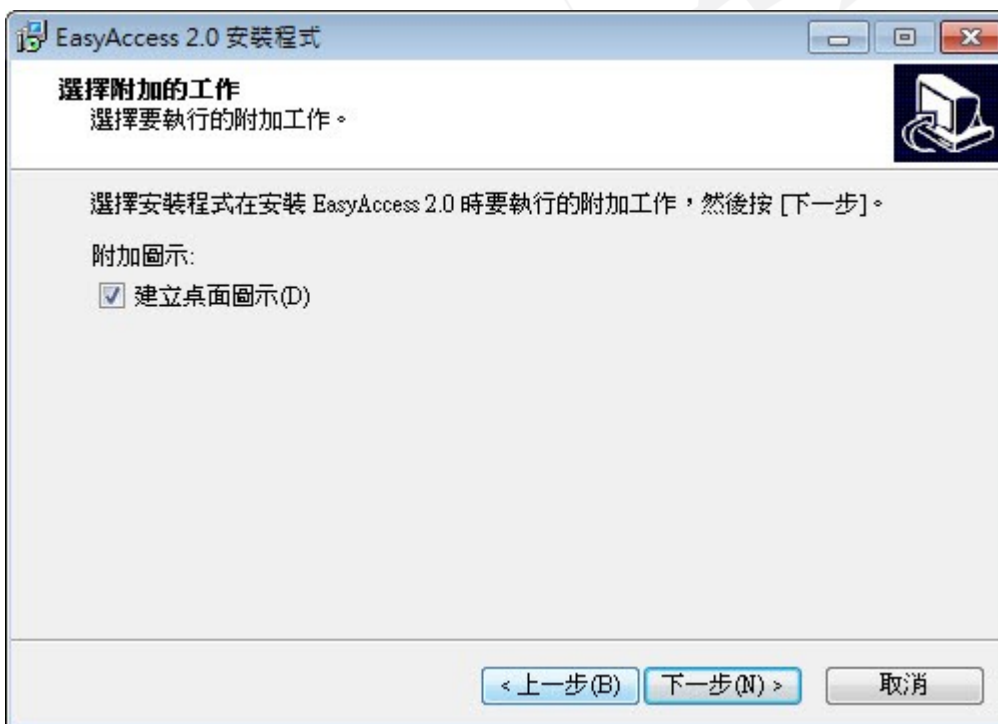 EasyAccess 2.0 安裝程式
選擇附加的工作
選擇要執行的附加工作。
選擇安裝程式在安裝 EasyAccess 2.0 時要執行的附加工作，然後按 [下一步]。
附加圖示:
建立桌面圖示(D)
<上一步(B) 下一步(N)> 取消